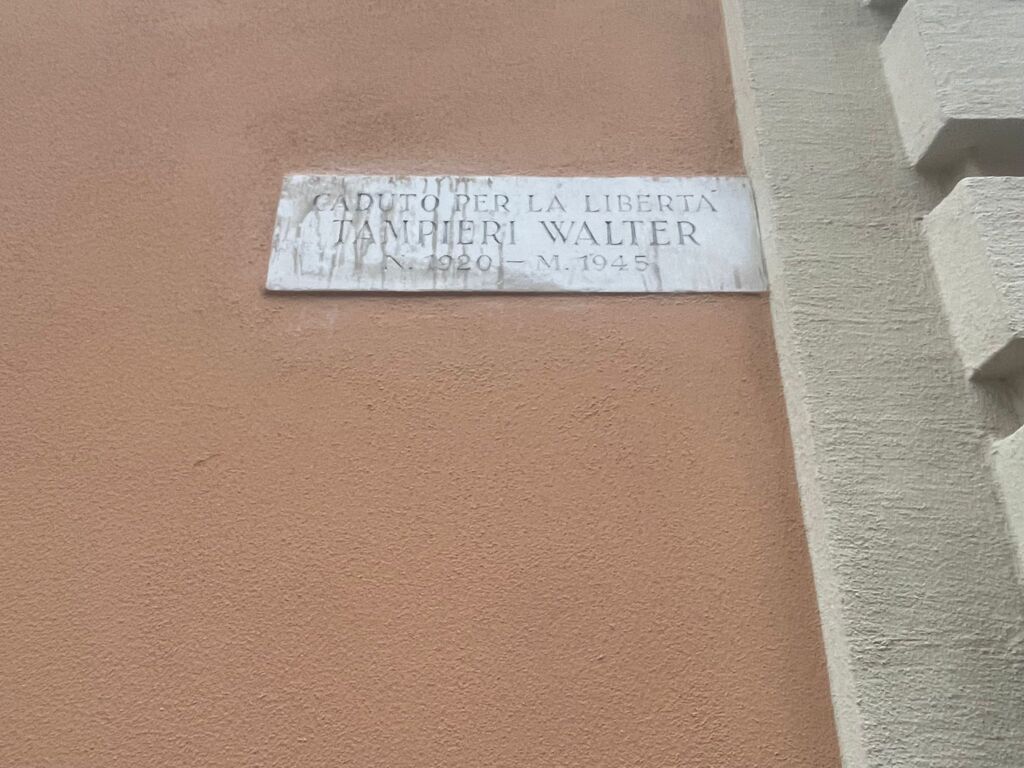 CADUTO PER LA LIBERTÀ
TAMPIERI WALTER
N. 1920 – M. 1945